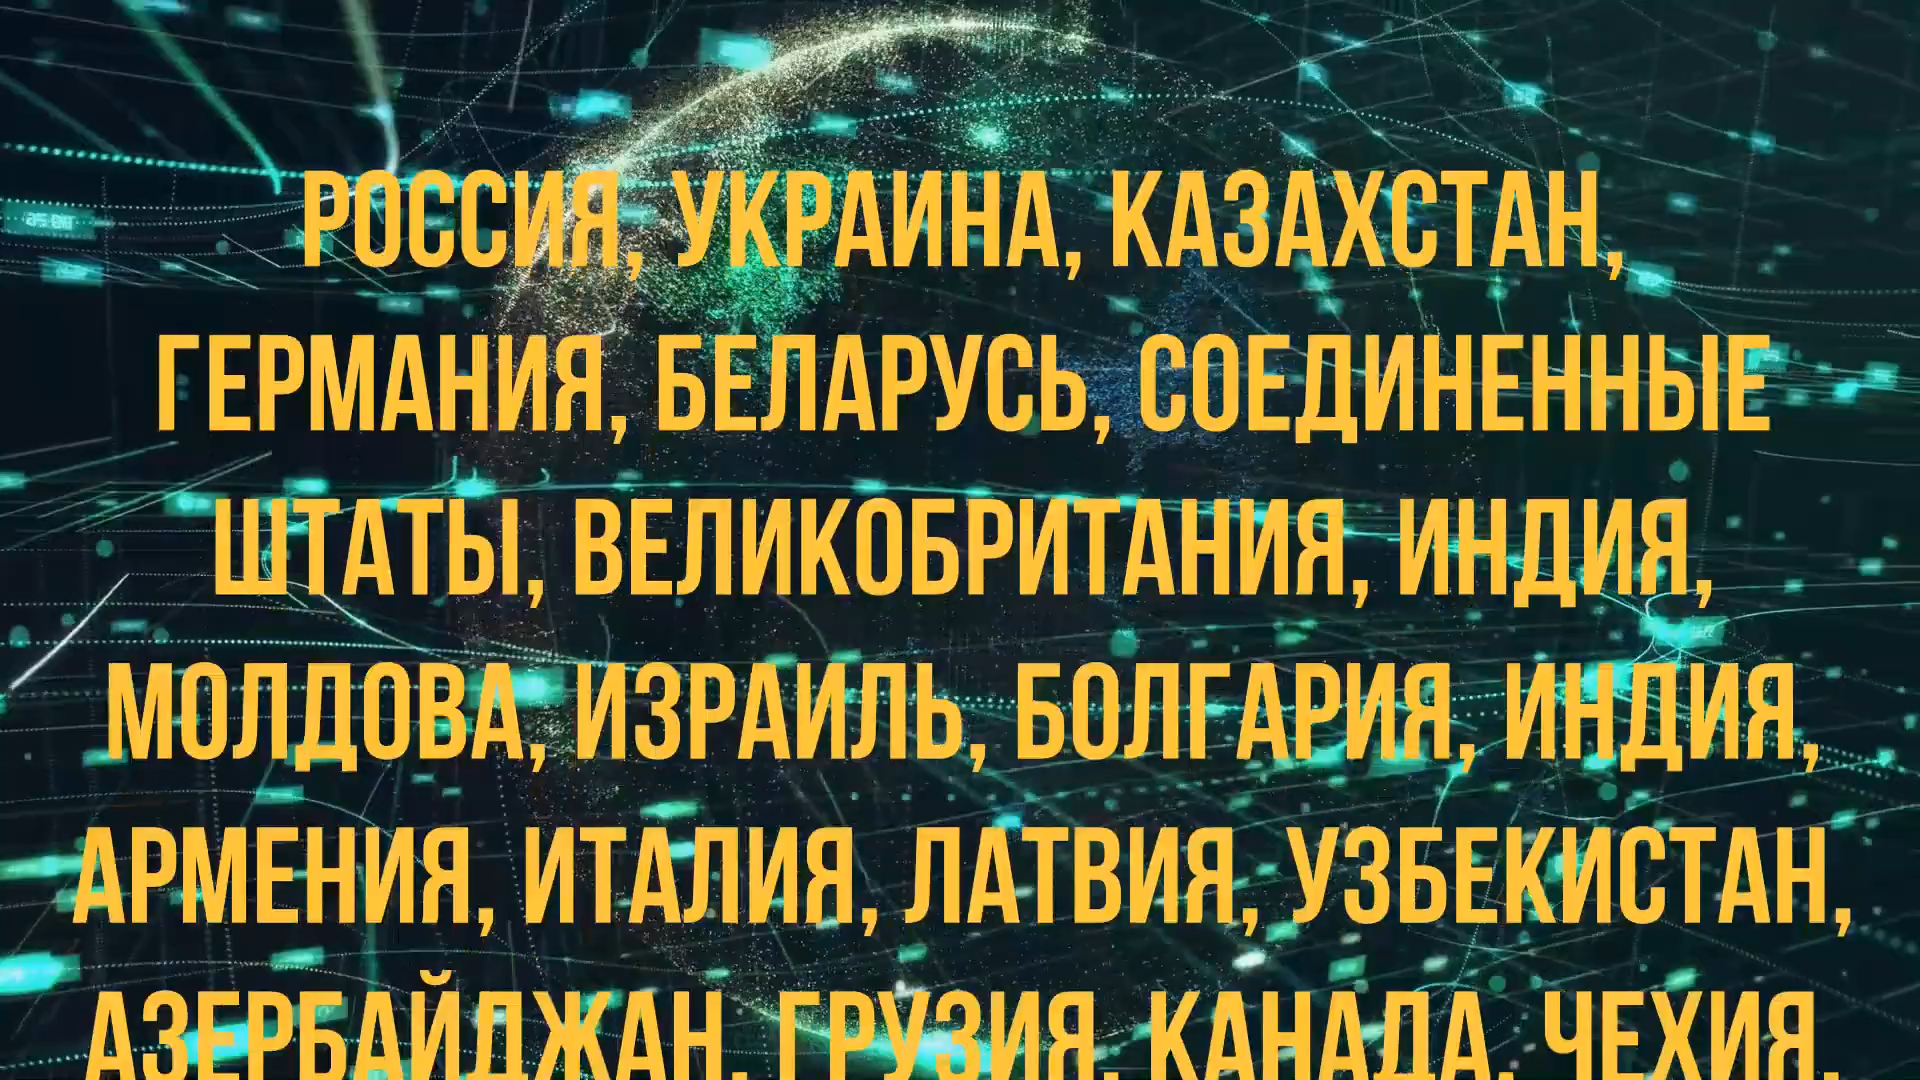 РОССИЯ, УКРАИНА, КАЗАХСТАН,
ГЕРМАНИЯ, БЕЛАРУСЬ, СОЕДИНЕННЫЕ
ШТАТЫ, ВЕЛИКОБРИТАНИЯ, ИНДИЯ,
МОЛДОВА, ИЗРАИЛЬ, БОЛГАРИЯ, ИНДИЯ,
АРМЕНИЯ, ИТАЛИЯ, ЛАТВИЯ, УЗБЕКИСТАН,
АЗЕРБАЙДЖАН, ГРУЗИЯ, КАНАДА, ЧЕХИЯ,